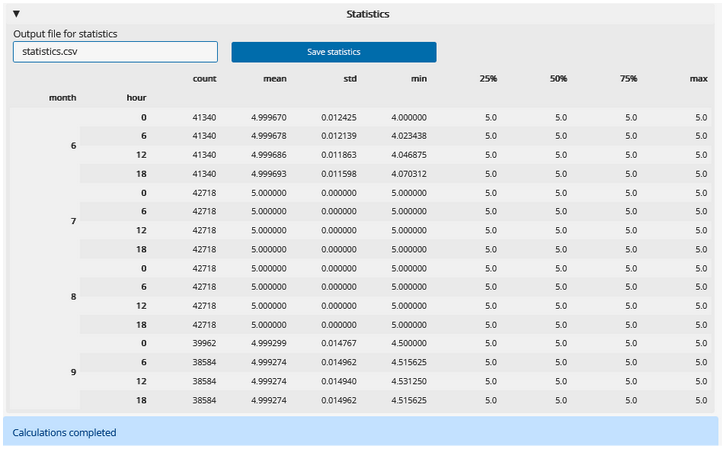 ▼ Statistics
Output file for statistics
statistics.csv Save statistics
count mean std min 25% 50% 75% max
month hour
6 0 41340 4.999670 0.012425 4.000000 5.0 5.0 5.0 5.0
6 41340 4.999678 0.012139 4.023438 5.0 5.0 5.0 5.0
12 41340 4.999686 0.011863 4.046875 5.0 5.0 5.0 5.0
18 41340 4.999693 0.011598 4.070312 5.0 5.0 5.0 5.0
7 0 42718 5.000000 0.000000 5.000000 5.0 5.0 5.0 5.0
6 42718 5.000000 0.000000 5.000000 5.0 5.0 5.0 5.0
12 42718 5.000000 0.000000 5.000000 5.0 5.0 5.0 5.0
18 42718 5.000000 0.000000 5.000000 5.0 5.0 5.0 5.0
8 0 42718 5.000000 0.000000 5.000000 5.0 5.0 5.0 5.0
6 42718 5.000000 0.000000 5.000000 5.0 5.0 5.0 5.0
12 42718 5.000000 0.000000 5.000000 5.0 5.0 5.0 5.0
18 42718 5.000000 0.000000 5.000000 5.0 5.0 5.0 5.0
9 0 39962 4.999299 0.014767 4.500000 5.0 5.0 5.0 5.0
6 38584 4.999274 0.014962 4.515625 5.0 5.0 5.0 5.0
12 38584 4.999274 0.014940 4.531250 5.0 5.0 5.0 5.0
18 38584 4.999274 0.014962 4.515625 5.0 5.0 5.0 5.0
Calculations completed